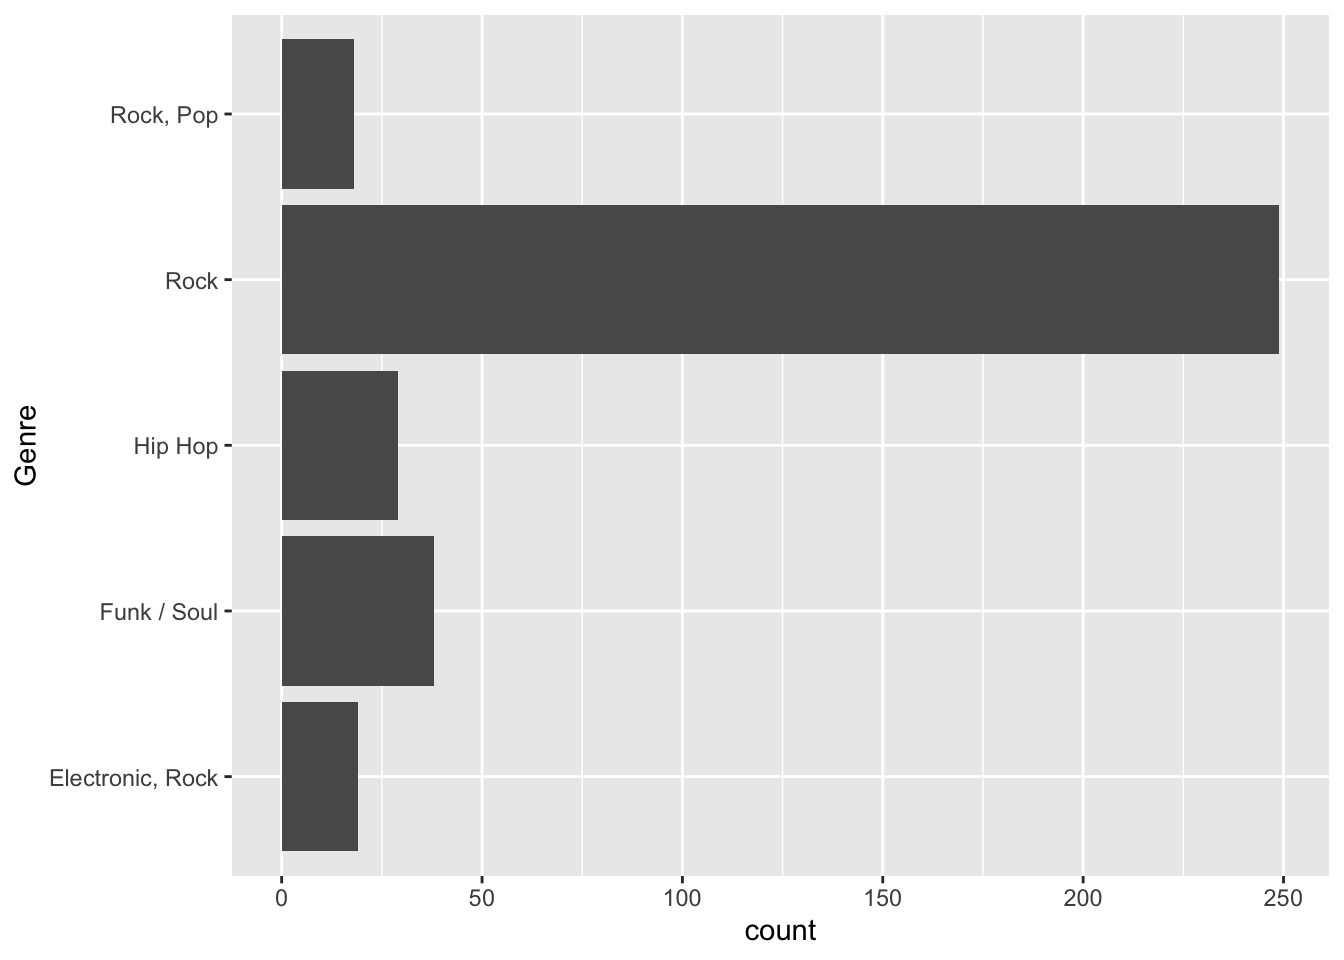 Rock, Pop
Rock
Hip Hop
Funk / Soul
Electronic, Rock
Genre
0 50 100 150 200 250
count